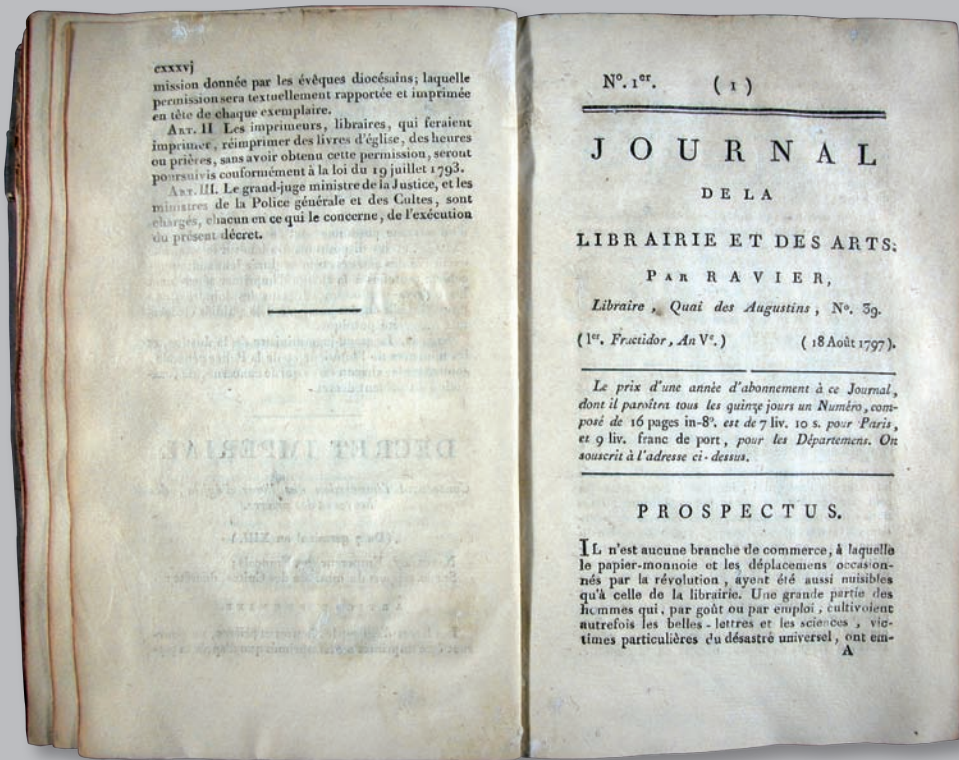 cxxxvj
mission donnée par les évêques diocésains; laquelle
permission sera textuellement rapportée et imprimée
en tête de chaque exemplaire.
ART. II Les imprimeurs, libraires, qui feraient
imprimer, réimprimer des livres d'église, des heures
ou prières, sans avoir obtenu cette permission, seront
poursuivis conformément à la loi du 19 juillet 1793.
ART. III. Le grand-juge ministre de la Justice, et les
ministres de la Police générale et des Cultes, sont
chargés, chacun en ce qui le concerne, de l'exécution
du présent décret.
N°. 1er. ( 1 )
JOURNAL
DE LA
LIBRAIRIE ET DES ARTS;
PAR RAVIER,
Libraire, Quai des Augustins, N°. 39.
(1er. Fructidor, An Ve.) (18 Août 1797).
Le prix d'une année d'abonnement à ce Journal,
dont il paroîtra tous les quinze jours un Numéro, com-
posé de 16 pages in-8°. est de 7 liv. 10 s. pour Paris,
et 9 liv. franc de port, pour les Départemens. On
souscrit à l'adresse ci-dessus.
PROSPECTUS.
IL n'est aucune branche de commerce, à laquelle
le papier-monnoie et les déplacemens occasion-
nés par la révolution, ayent été aussi nuisibles
qu'à celle de la librairie. Une grande partie des
hommes qui, par goût ou par emploi, cultivoient
autrefois les belles-lettres et les sciences, vic-
times particulières du désastre universel, ont em-
A